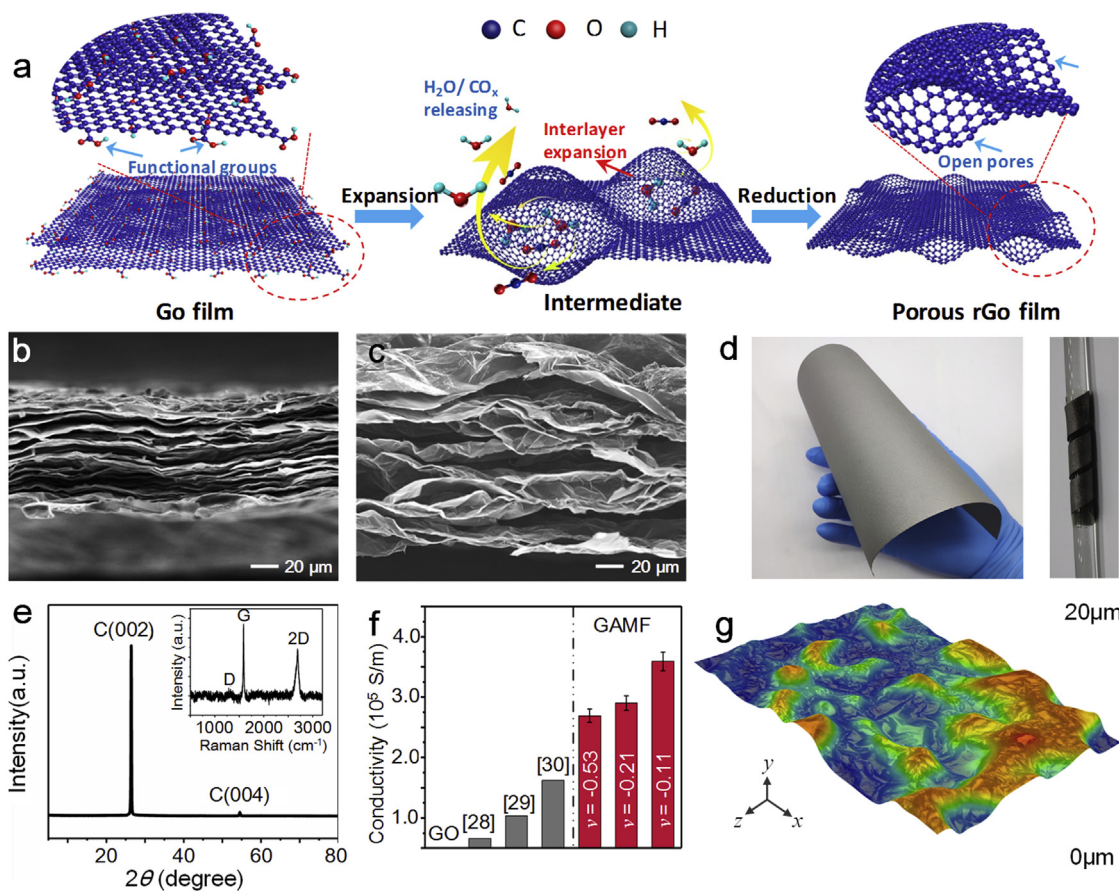 a
C O H
H₂O/ COₓ
releasing
Interlayer
expansion
Functional groups
Open pores
Expansion
Reduction
Go film
Intermediate
Porous rGo film
b
20 µm
c
20 µm
d
e
Intensity(a.u.)
C(002)
C(004)
20 40 60 80
2θ (degree)
Intensity (a.u.)
D
G
2D
1000 2000 3000
Raman Shift (cm⁻¹)
f
Conductivity (10⁵ S/m)
4.0
3.0
2.0
1.0
GO
[28]
[29]
[30]
GAMF
ν = -0.53
ν = -0.21
ν = -0.11
g
20µm
y
z
x
0µm